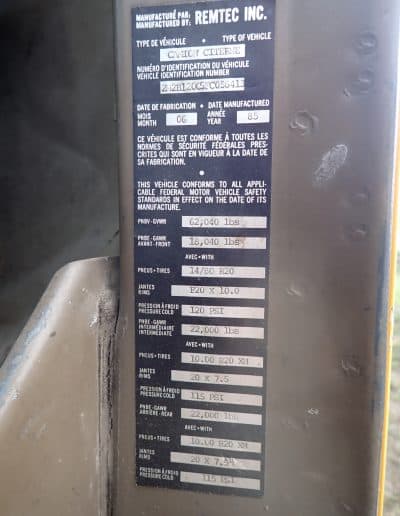 MANUFACTURÉ PAR:
MANUFACTURED BY: REMTEC INC.
TYPE DE VÉHICULE • TYPE OF VEHICLE
CAMION CITERNE
NUMÉRO D'IDENTIFICATION DU VÉHICULE
VEHICLE IDENTIFICATION NUMBER
DATE DE FABRICATION • DATE MANUFACTURED
MOIS
MONTH 06 ANNÉE
YEAR 85
CE VÉHICULE EST CONFORME À TOUTES LES
NORMES DE SÉCURITÉ FÉDÉRALES PRES-
CRITES QUI SONT EN VIGUEUR À LA DATE DE
SA FABRICATION.
•
THIS VEHICLE CONFORMS TO ALL APPLI-
CABLE FEDERAL MOTOR VEHICLE SAFETY-
STANDARDS IN EFFECT ON THE DATE OF ITS
MANUFACTURE.
PNBV-GVWR 62,040 lbs
PNBE-GAWR
AVANT-FRONT 18,040 lbs
AVEC • WITH
PNEUS • TIRES 14/80 R20
JANTES
RIMS 20 X 10.0
PRESSION À FROID
PRESSURE COLD 120 PSI
PNBE-GAWR
INTERMÉDIAIRE
INTERMEDIATE 22,000 lbs
AVEC • WITH
PNEUS • TIRES 10.00 R20 XM
JANTES
RIMS 20 X 7.5
PRESSION À FROID
PRESSURE COLD 115 PSI
PNBE-GAWR
ARRIÈRE-REAR 22,000 lbs
AVEC • WITH
PNEUS • TIRES 10.00 R20 XM
JANTES
RIMS 20 X 7.5
PRESSION À FROID
PRESSURE COLD 115 PSI